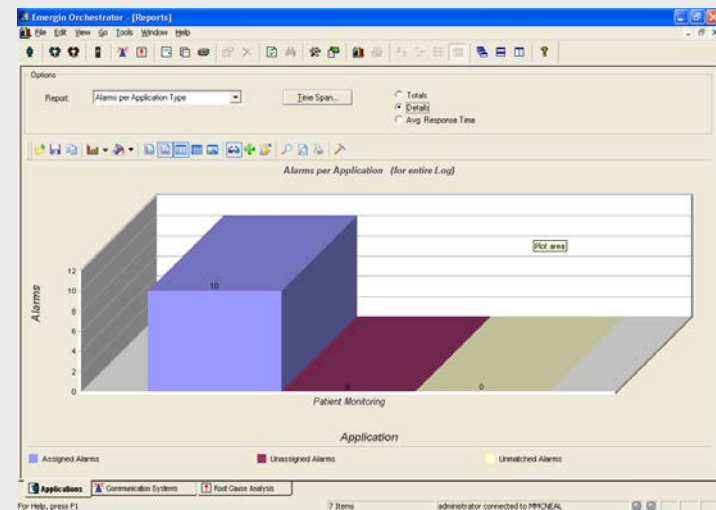 Emergin Orchestrator - [Reports]
File Edit View Go Tools Window Help
Options
Report: Alarms per Application Type
Time Span...
Totals
Details
Avg. Response Time
Alarms per Application (for entire Log)
Plot area
12
10
8
6
4
2
0
Alarms
10
0
0
Patient Monitoring
Application
Assigned Alarms Unassigned Alarms Unmatched Alarms
Applications Communication Systems Root Cause Analysis
For Help, press F1 7 Items administrator connected to MMCNEAL